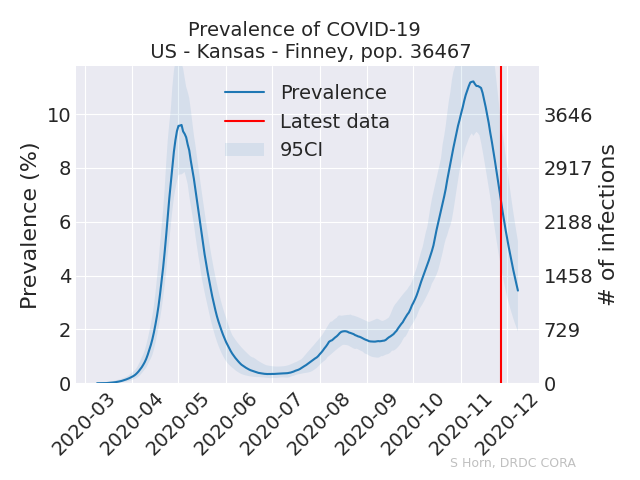 Prevalence of COVID-19
US - Kansas - Finney, pop. 36467
Prevalence
Latest data
95CI
Prevalence (%)
10
8
6
4
2
0
3646
2917
2188
1458
729
0
# of infections
2020-03
2020-04
2020-05
2020-06
2020-07
2020-08
2020-09
2020-10
2020-11
2020-12
S Horn, DRDC CORA